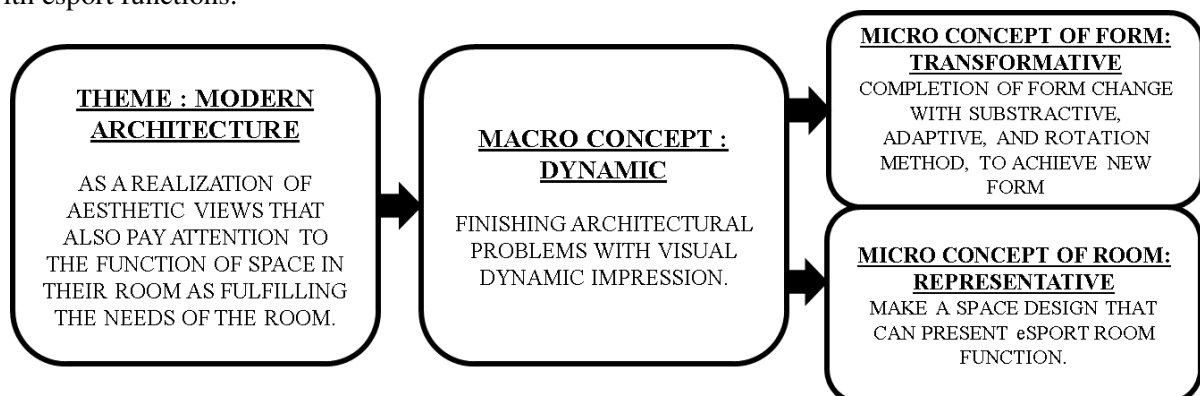 with esport functions.
THEME : MODERN
ARCHITECTURE
AS A REALIZATION OF
AESTHETIC VIEWS THAT
ALSO PAY ATTENTION TO
THE FUNCTION OF SPACE IN
THEIR ROOM AS FULFILLING
THE NEEDS OF THE ROOM.
MACRO CONCEPT :
DYNAMIC
FINISHING ARCHITECTURAL
PROBLEMS WITH VISUAL
DYNAMIC IMPRESSION.
MICRO CONCEPT OF FORM:
TRANSFORMATIVE
COMPLETION OF FORM CHANGE
WITH SUBSTRACTIVE,
ADAPTIVE, AND ROTATION
METHOD, TO ACHIEVE NEW
FORM
MICRO CONCEPT OF ROOM:
REPRESENTATIVE
MAKE A SPACE DESIGN THAT
CAN PRESENT eSPORT ROOM
FUNCTION.